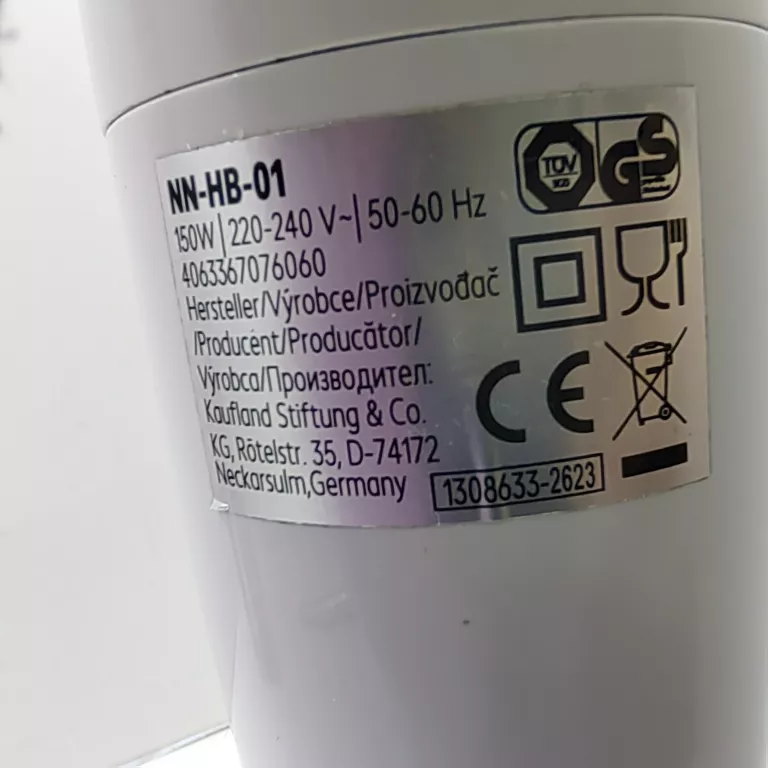 NN-HB-01
150W | 220-240 V~| 50-60 Hz
4063367076060
Hersteller/Výrobce/Proizvođač
/Producent/Producător/
Výrobca/Производител:
Kaufland Stiftung & Co.
KG, Rötelstr. 35, D-74172
Neckarsulm,Germany
1308633-2623
TÜV
GS
CE